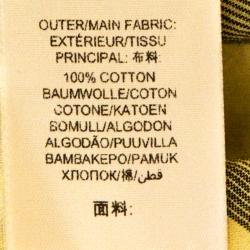 OUTER/MAIN FABRIC:
EXTÉRIEUR/TISSU
PRINCIPAL: 布料:
100% COTTON
BAUMWOLLE/COTON
COTONE/KATOEN
BOMULL/ALGODON
ALGODÃO/PUUVILLA
ΒΑΜΒΑΚΕΡΟ/PAMUK
ХЛОПОК/棉/قطن
面料: